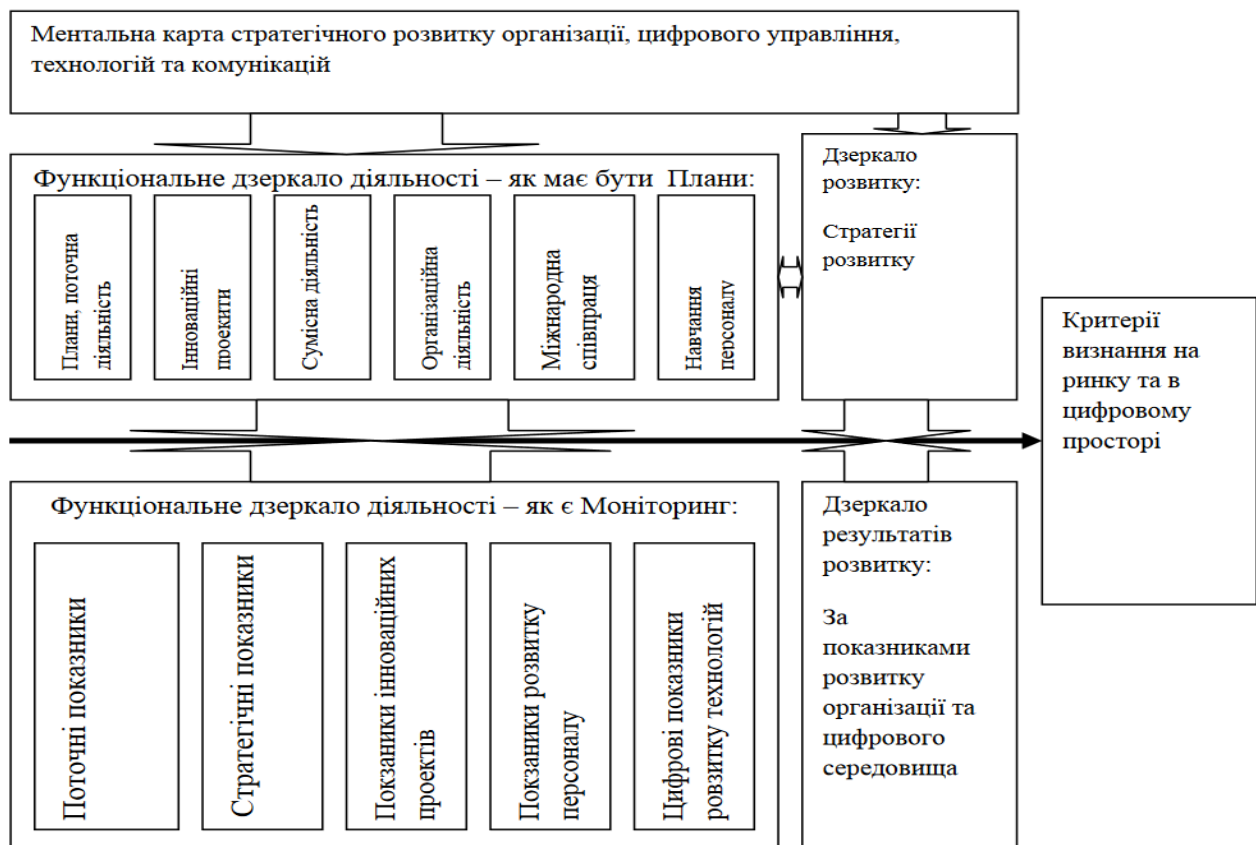 Ментальна карта стратегічного розвитку організації, цифрового управління,
технологій та комунікацій
Функціональне дзеркало діяльності – як має бути Плани:
Плани, поточна
діяльність
Інноваційні
проекити
Сумісна діяльність
Організаційна
діяльність
Міжнародна
співпраця
Навчання
персоналу
Дзеркало
розвитку:
Стратегії
розвитку
Критерії
визнання на
ринку та в
цифровому
просторі
Функціональне дзеркало діяльності – як є Моніторинг:
Поточні показники
Стратегічні показники
Покзаники інноваційних
проектів
Показники розвитку
персоналу
Цифрові показники
ровзитку технологій
Дзеркало
результатів
розвитку:
За
показниками
розвитку
організації та
цифрового
середовища